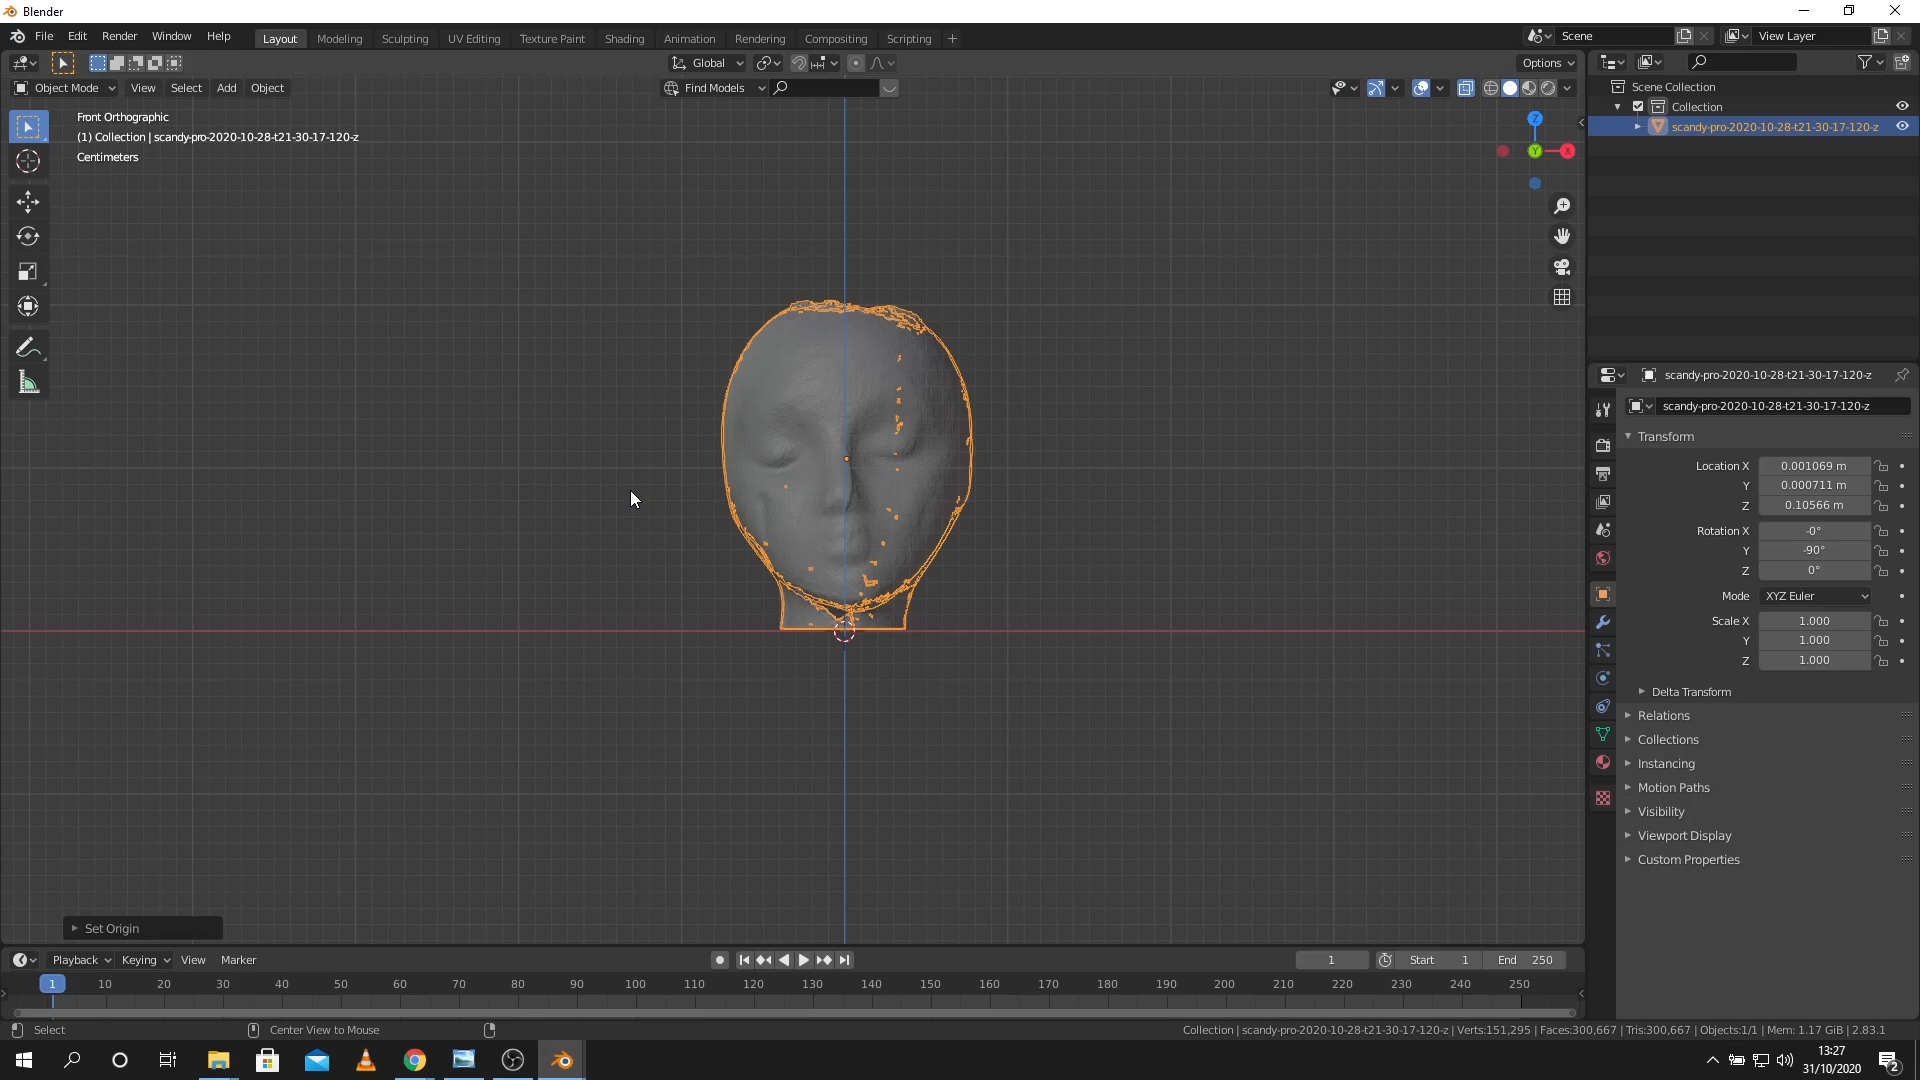 Blender
File Edit Render Window Help
Layout Modeling Sculpting UV Editing Texture Paint Shading Animation Rendering Compositing Scripting +
Scene
View Layer
Global
Options
Object Mode View Select Add Object
Find Models
Front Orthographic
(1) Collection | scandy-pro-2020-10-28-t21-30-17-120-z
Centimeters
Z
Y
X
Scene Collection
Collection
scandy-pro-2020-10-28-t21-30-17-120-z
scandy-pro-2020-10-28-t21-30-17-120-z
scandy-pro-2020-10-28-t21-30-17-120-z
Transform
Location X 0.001069 m
Y 0.000711 m
Z 0.10566 m
Rotation X -0°
Y -90°
Z 0°
Mode XYZ Euler
Scale X 1.000
Y 1.000
Z 1.000
Delta Transform
Relations
Collections
Instancing
Motion Paths
Visibility
Viewport Display
Custom Properties
Set Origin
Playback Keying View Marker
1 Start 1 End 250
1 10 20 30 40 50 60 70 80 90 100 110 120 130 140 150 160 170 180 190 200 210 220 230 240 250
Select
Center View to Mouse
Collection | scandy-pro-2020-10-28-t21-30-17-120-z | Verts:151,295 | Faces:300,667 | Tris:300,667 | Objects:1/1 | Mem: 1.17 GiB | 2.83.1
13:27
31/10/2020
2